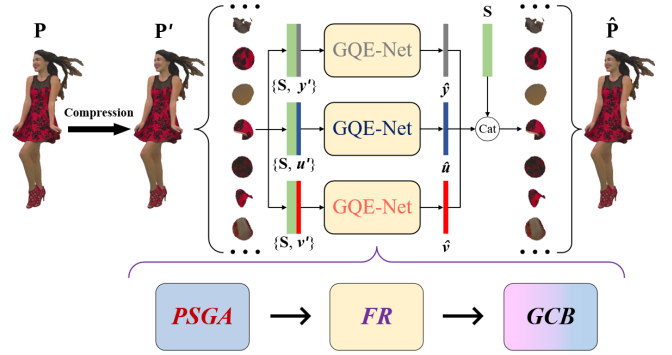 P
P'
Compression
• • •
{S, y'}
GQE-Net
ŷ
{S, u'}
GQE-Net
û
{S, v'}
GQE-Net
v̂
• • •
S
Cat
• • •
• • •
P̂
PSGA
FR
GCB